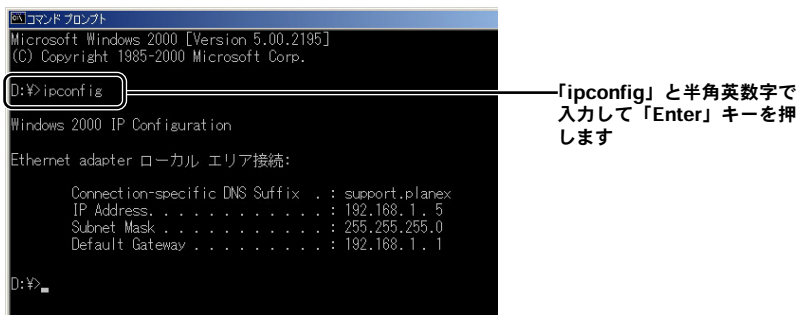 コマンド プロンプト
Microsoft Windows 2000 [Version 5.00.2195]
(C) Copyright 1985-2000 Microsoft Corp.
D:¥>ipconfig
「ipconfig」と半角英数字で
入力して「Enter」キーを押
します
Windows 2000 IP Configuration
Ethernet adapter ローカル エリア接続:
Connection-specific DNS Suffix . : support.planex
IP Address. . . . . . . . . . . . : 192.168.1.5
Subnet Mask . . . . . . . . . . . : 255.255.255.0
Default Gateway . . . . . . . . . : 192.168.1.1
D:¥>_